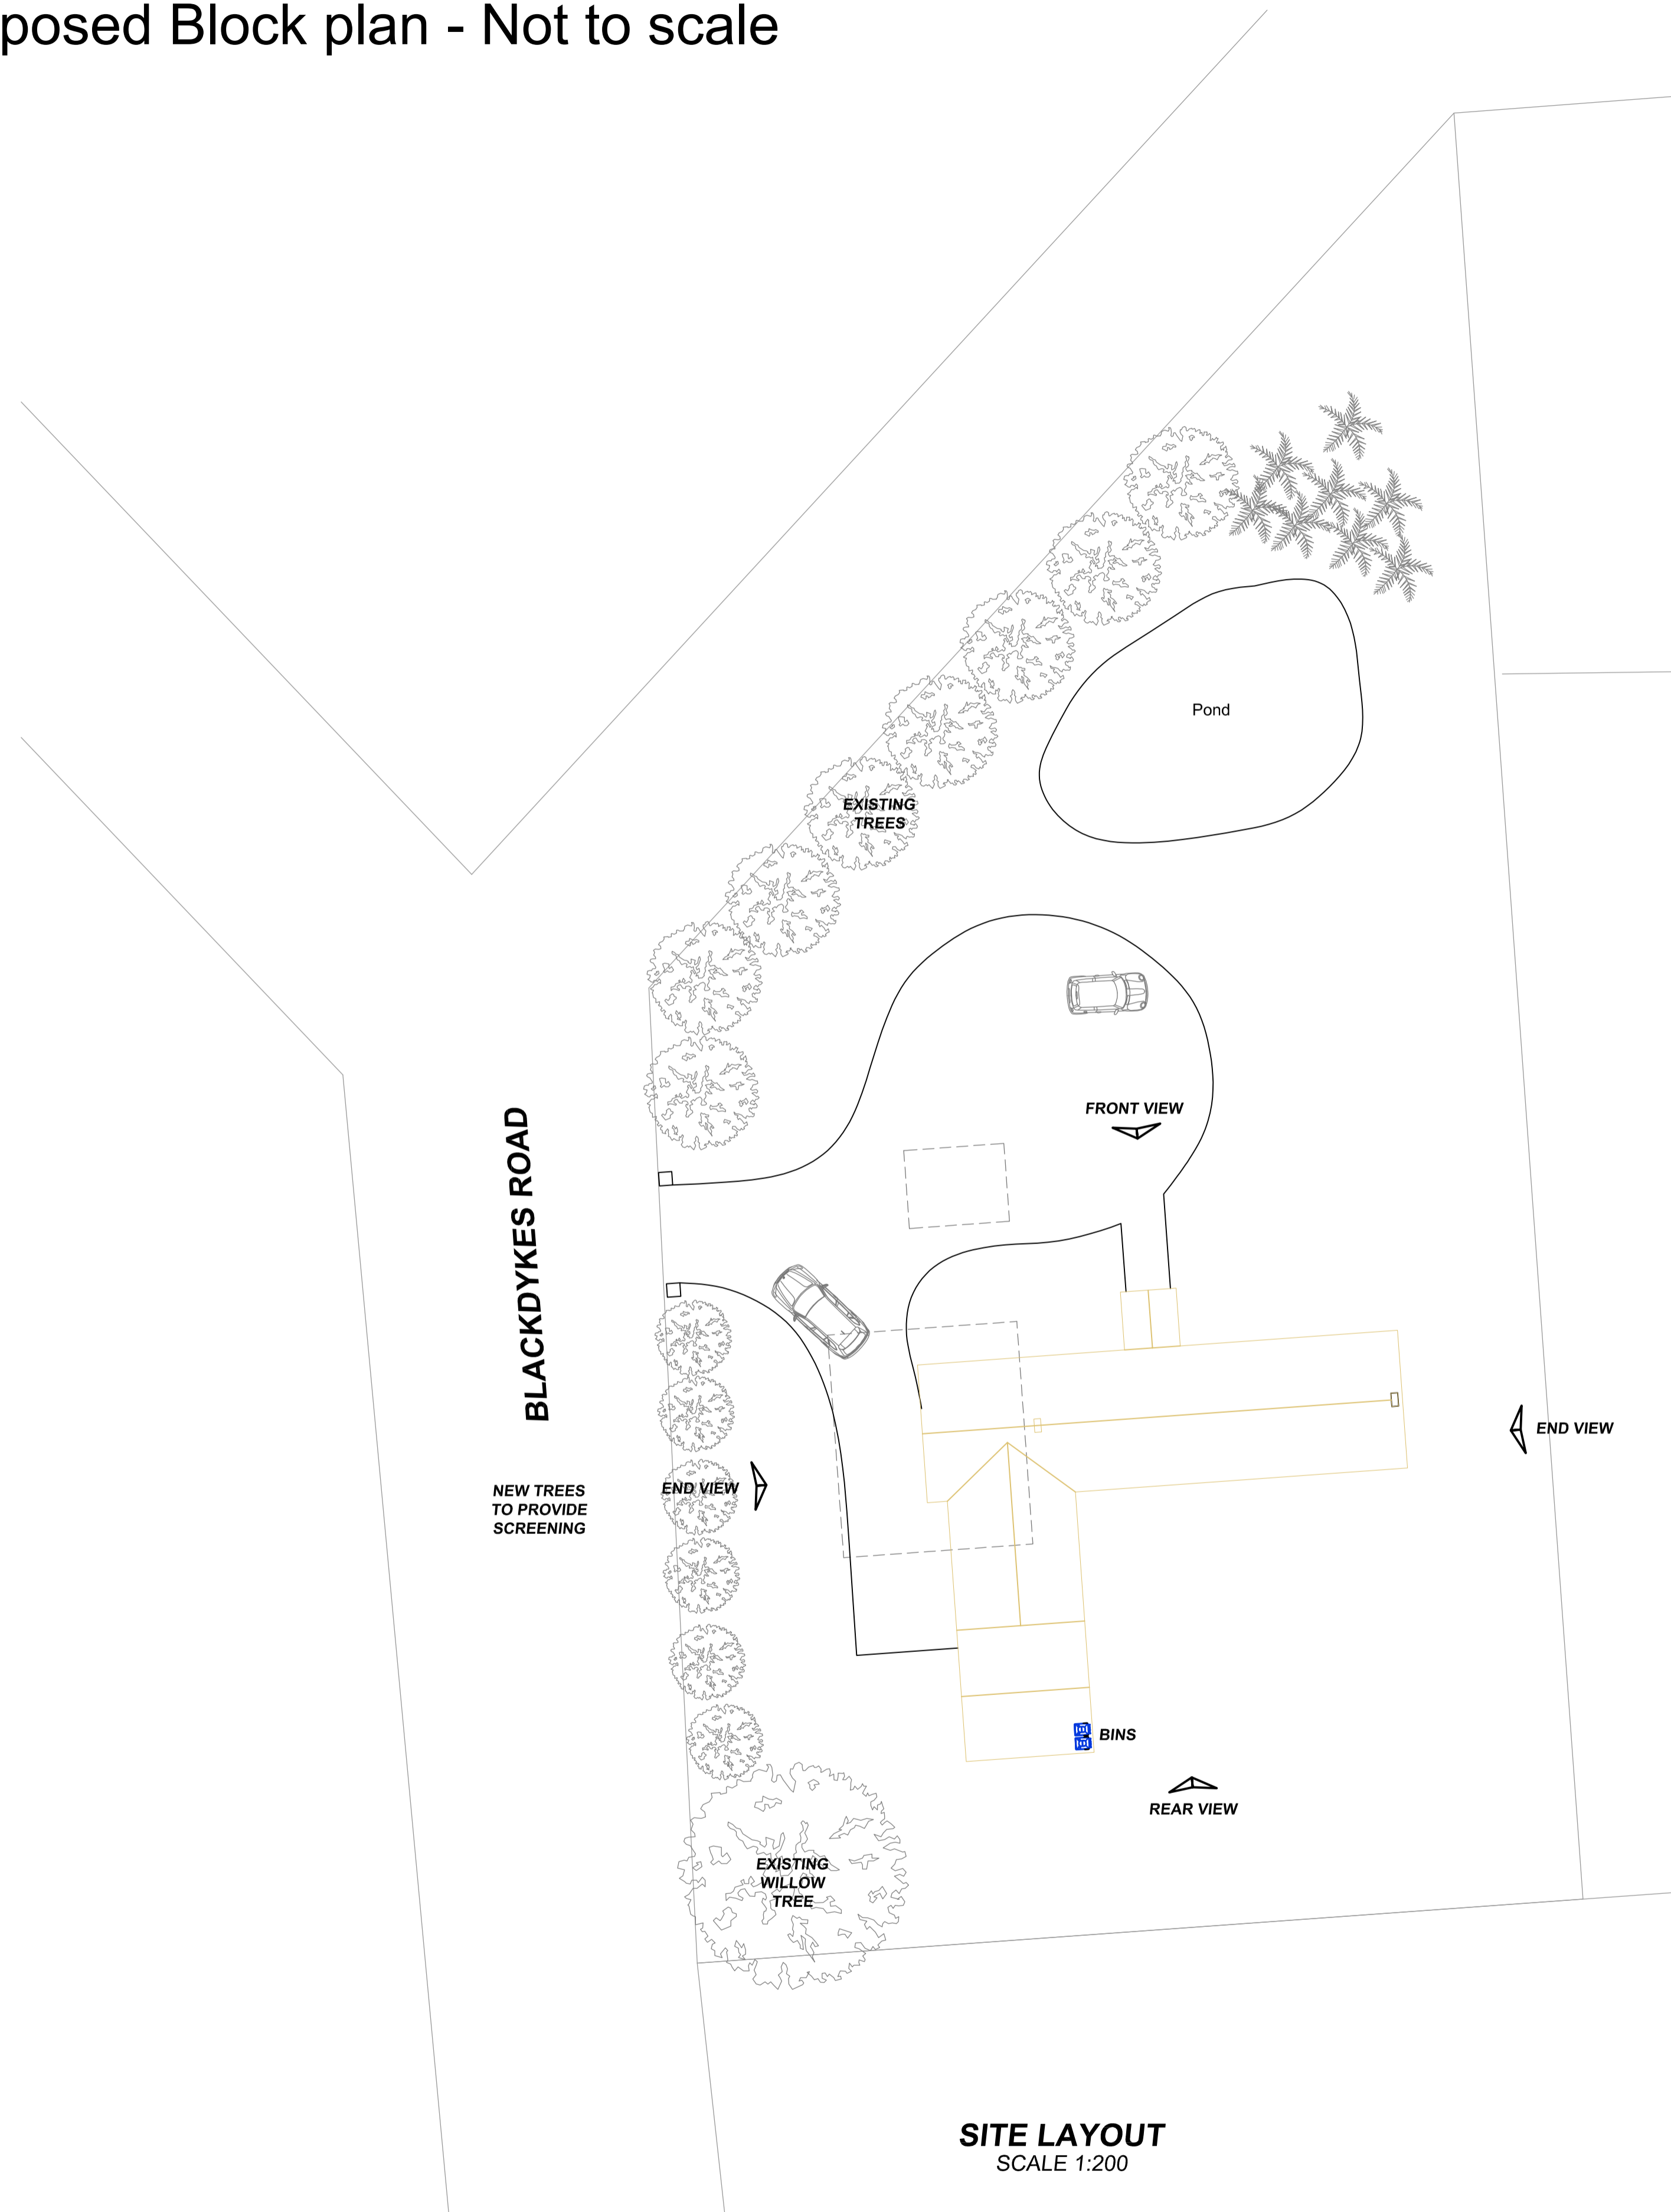 posed Block plan - Not to scale
Pond
EXISTING
TREES
FRONT VIEW
BLACKDYKES ROAD
END VIEW
NEW TREES
TO PROVIDE
SCREENING
END VIEW
BINS
REAR VIEW
EXISTING
WILLOW
TREE
SITE LAYOUT
SCALE 1:200